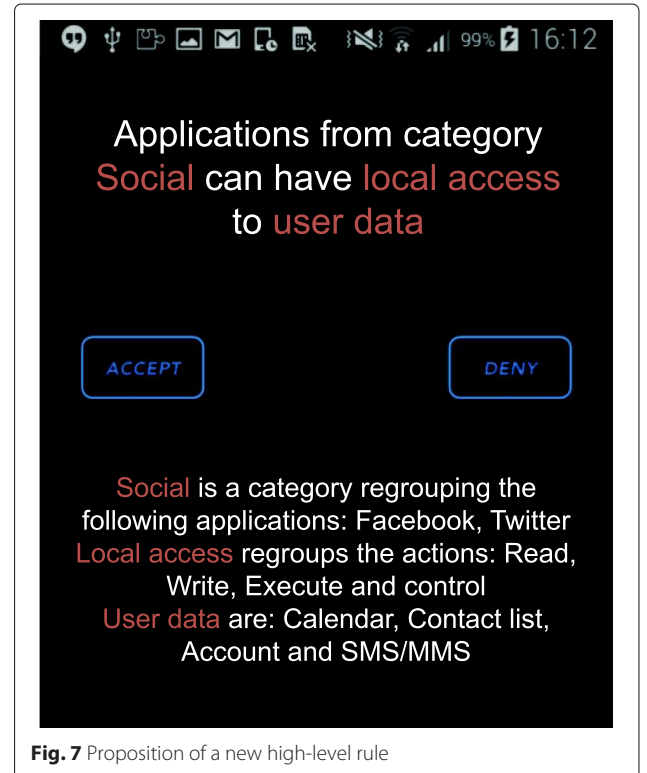 99% 16:12
Applications from category
Social can have local access
to user data
ACCEPT DENY
Social is a category regrouping the
following applications: Facebook, Twitter
Local access regroups the actions: Read,
Write, Execute and control
User data are: Calendar, Contact list,
Account and SMS/MMS
Fig. 7 Proposition of a new high-level rule